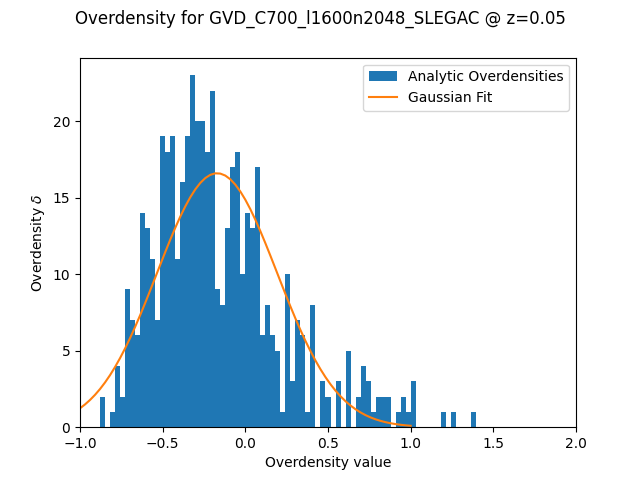 Overdensity for GVD_C700_l1600n2048_SLEGAC @ z=0.05
Analytic Overdensities
Gaussian Fit
Overdensity δ
20
15
10
5
0
−1.0 −0.5 0.0 0.5 1.0 1.5 2.0
Overdensity value